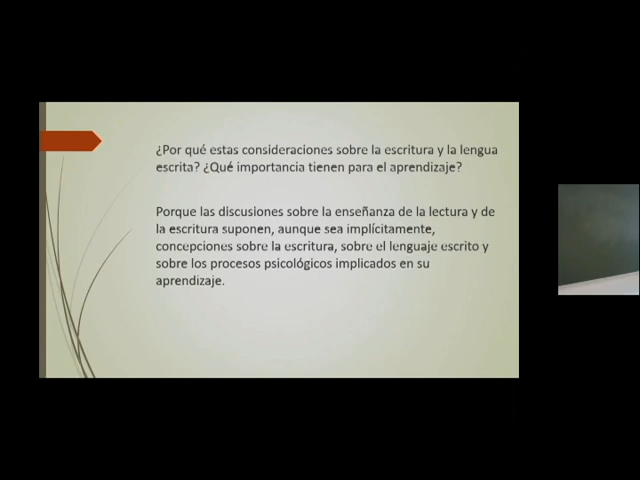 ¿Por qué estas consideraciones sobre la escritura y la lengua
escrita? ¿Qué importancia tienen para el aprendizaje?
Porque las discusiones sobre la enseñanza de la lectura y de
la escritura suponen, aunque sea implícitamente,
concepciones sobre la escritura, sobre el lenguaje escrito y
sobre los procesos psicológicos implicados en su
aprendizaje.